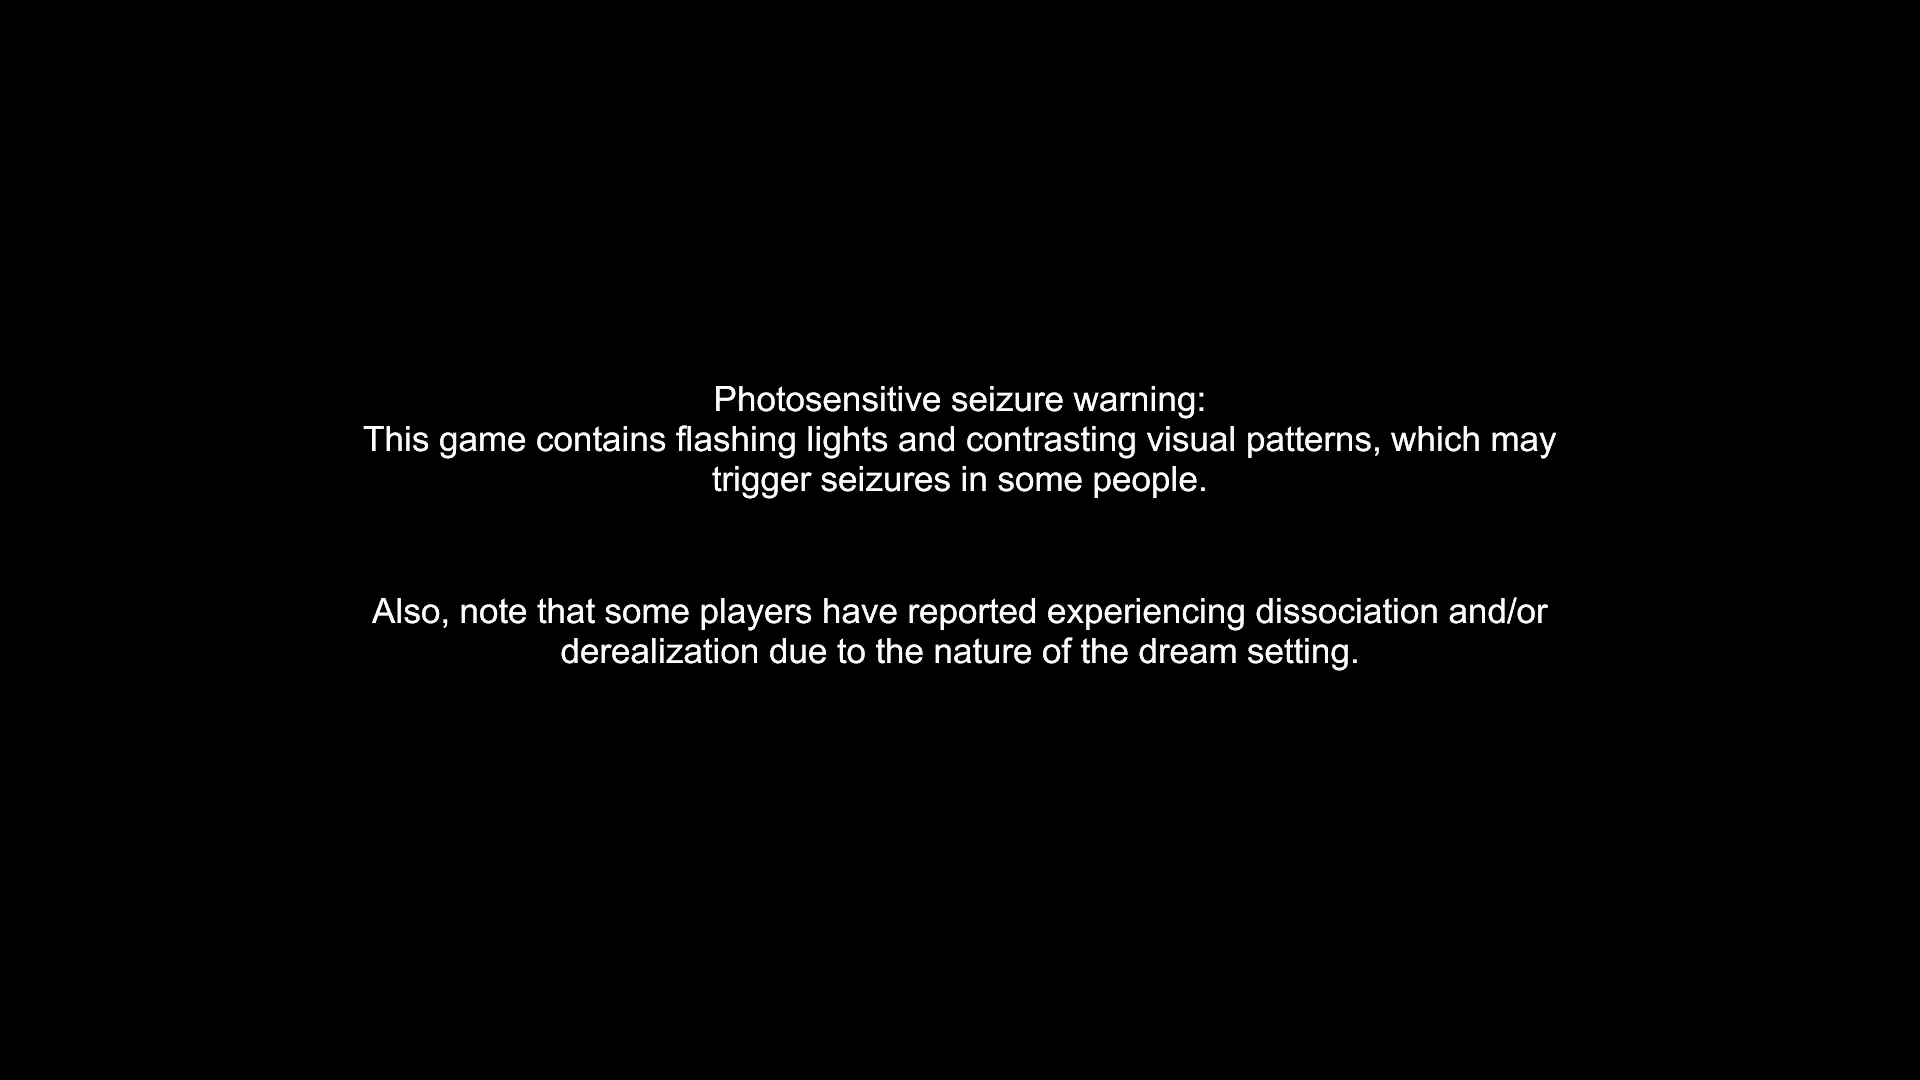 Photosensitive seizure warning:
This game contains flashing lights and contrasting visual patterns, which may
trigger seizures in some people.
Also, note that some players have reported experiencing dissociation and/or
derealization due to the nature of the dream setting.